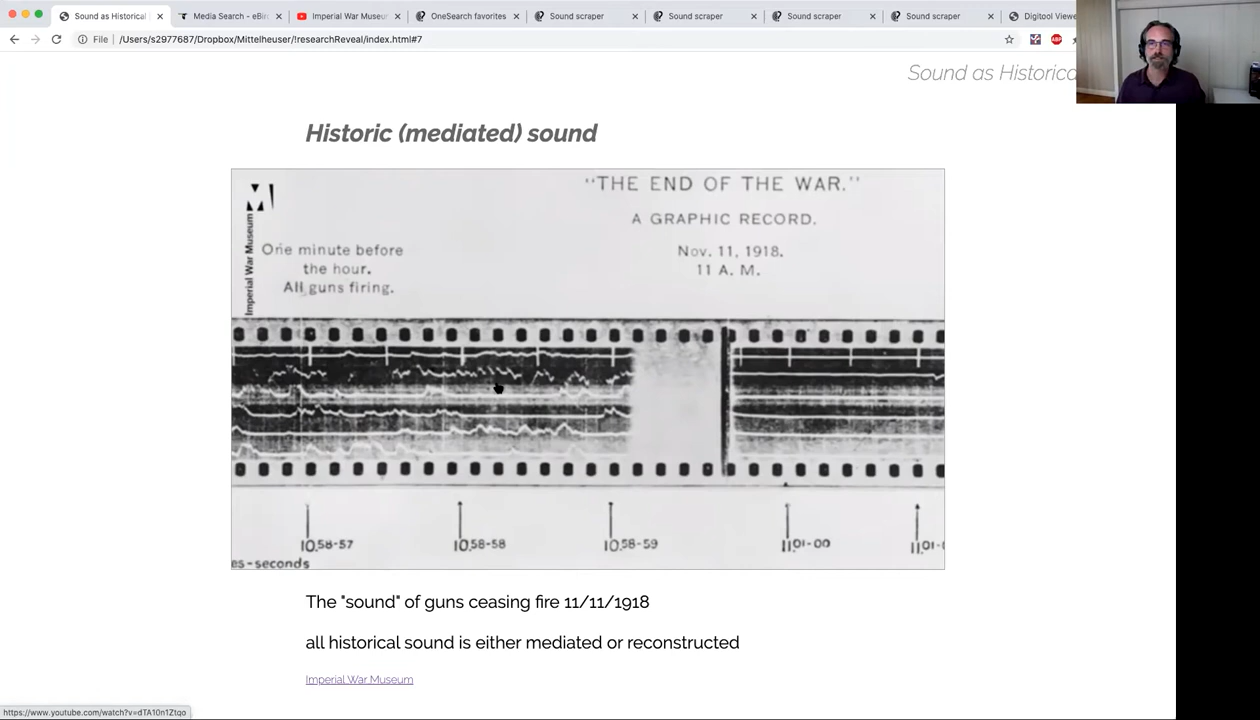 Sound as Historical
Media Search - eBir
Imperial War Museu
OneSearch favorites
Sound scraper
Sound scraper
Sound scraper
Sound scraper
Digitool Viewe
File
/Users/s2977687/Dropbox/Mittelheuser/!researchReveal/index.html#7
ABP
Sound as Historica
Historic (mediated) sound
Imperial War Museum
"THE END OF THE WAR."
A GRAPHIC RECORD.
Nov. 11, 1918.
11 A. M.
One minute before
the hour.
All guns firing.
10,58-57
10,58-58
10,58-59
11,01-00
11,01-
es-seconds
The "sound" of guns ceasing fire 11/11/1918
all historical sound is either mediated or reconstructed
Imperial War Museum
https://www.youtube.com/watch?v=dTA10n1Ztqo